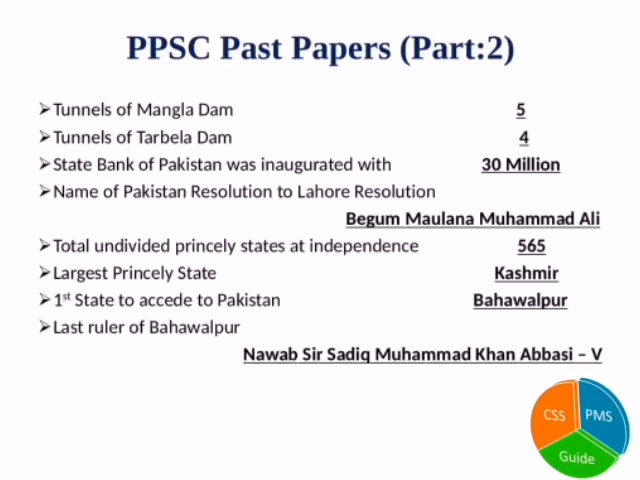 PPSC Past Papers (Part:2)
➢Tunnels of Mangla Dam 5
➢Tunnels of Tarbela Dam 4
➢State Bank of Pakistan was inaugurated with 30 Million
➢Name of Pakistan Resolution to Lahore Resolution
Begum Maulana Muhammad Ali
➢Total undivided princely states at independence 565
➢Largest Princely State Kashmir
➢1st State to accede to Pakistan Bahawalpur
➢Last ruler of Bahawalpur
Nawab Sir Sadiq Muhammad Khan Abbasi – V
CSS PMS
Guide